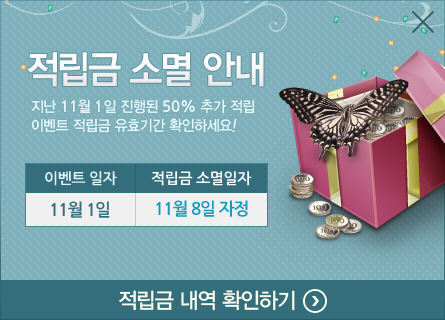 적립금 소멸 안내
지난 11월 1일 진행된 50% 추가 적립
이벤트 적립금 유효기간 확인하세요!
이벤트 일자 적립금 소멸일자
11월 1일 11월 8일 자정
적립금 내역 확인하기